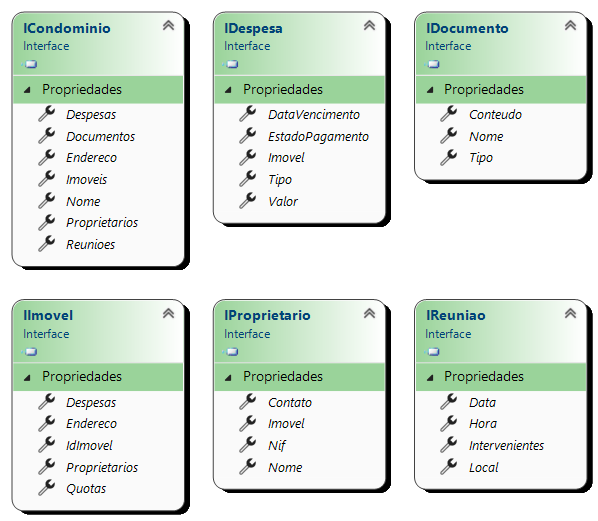 ICondominio
Interface
Propriedades
Despesas
Documentos
Endereco
Imoveis
Nome
Proprietarios
Reunioes
IDespesa
Interface
Propriedades
DataVencimento
EstadoPagamento
Imovel
Tipo
Valor
IDocumento
Interface
Propriedades
Conteudo
Nome
Tipo
IImovel
Interface
Propriedades
Despesas
Endereco
IdImovel
Proprietarios
Quotas
IProprietario
Interface
Propriedades
Contato
Imovel
Nif
Nome
IReuniao
Interface
Propriedades
Data
Hora
Intervenientes
Local